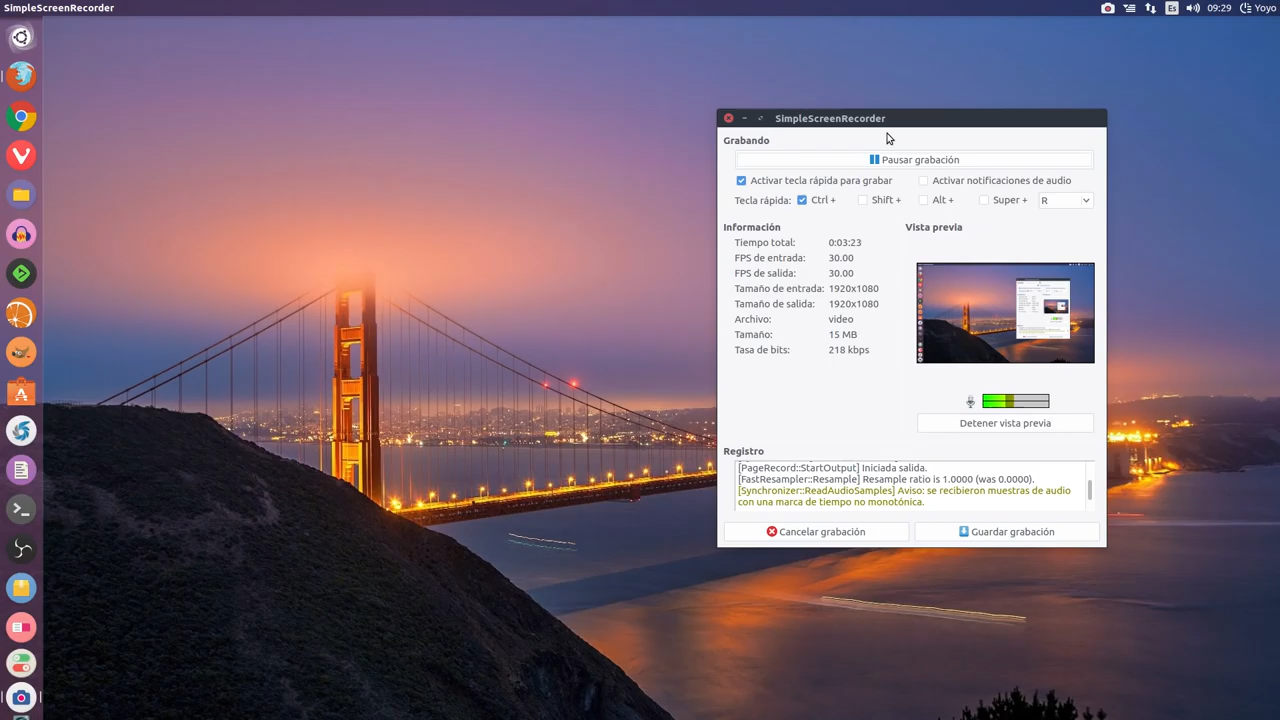 SimpleScreenRecorder
Es
09:29
Yoyo
SimpleScreenRecorder
Grabando
Pausar grabación
Activar tecla rápida para grabar
Activar notificaciones de audio
Tecla rápida: Ctrl + Shift + Alt + Super + R
Información
Vista previa
Tiempo total: 0:03:23
FPS de entrada: 30.00
FPS de salida: 30.00
Tamaño de entrada: 1920x1080
Tamaño de salida: 1920x1080
Archivo: video
Tamaño: 15 MB
Tasa de bits: 218 kbps
Detener vista previa
Registro
[PageRecord::StartOutput] Iniciada salida.
[FastResampler::Resample] Resample ratio is 1.0000 (was 0.0000).
[Synchronizer::ReadAudioSamples] Aviso: se recibieron muestras de audio
con una marca de tiempo no monotónica.
Cancelar grabación
Guardar grabación